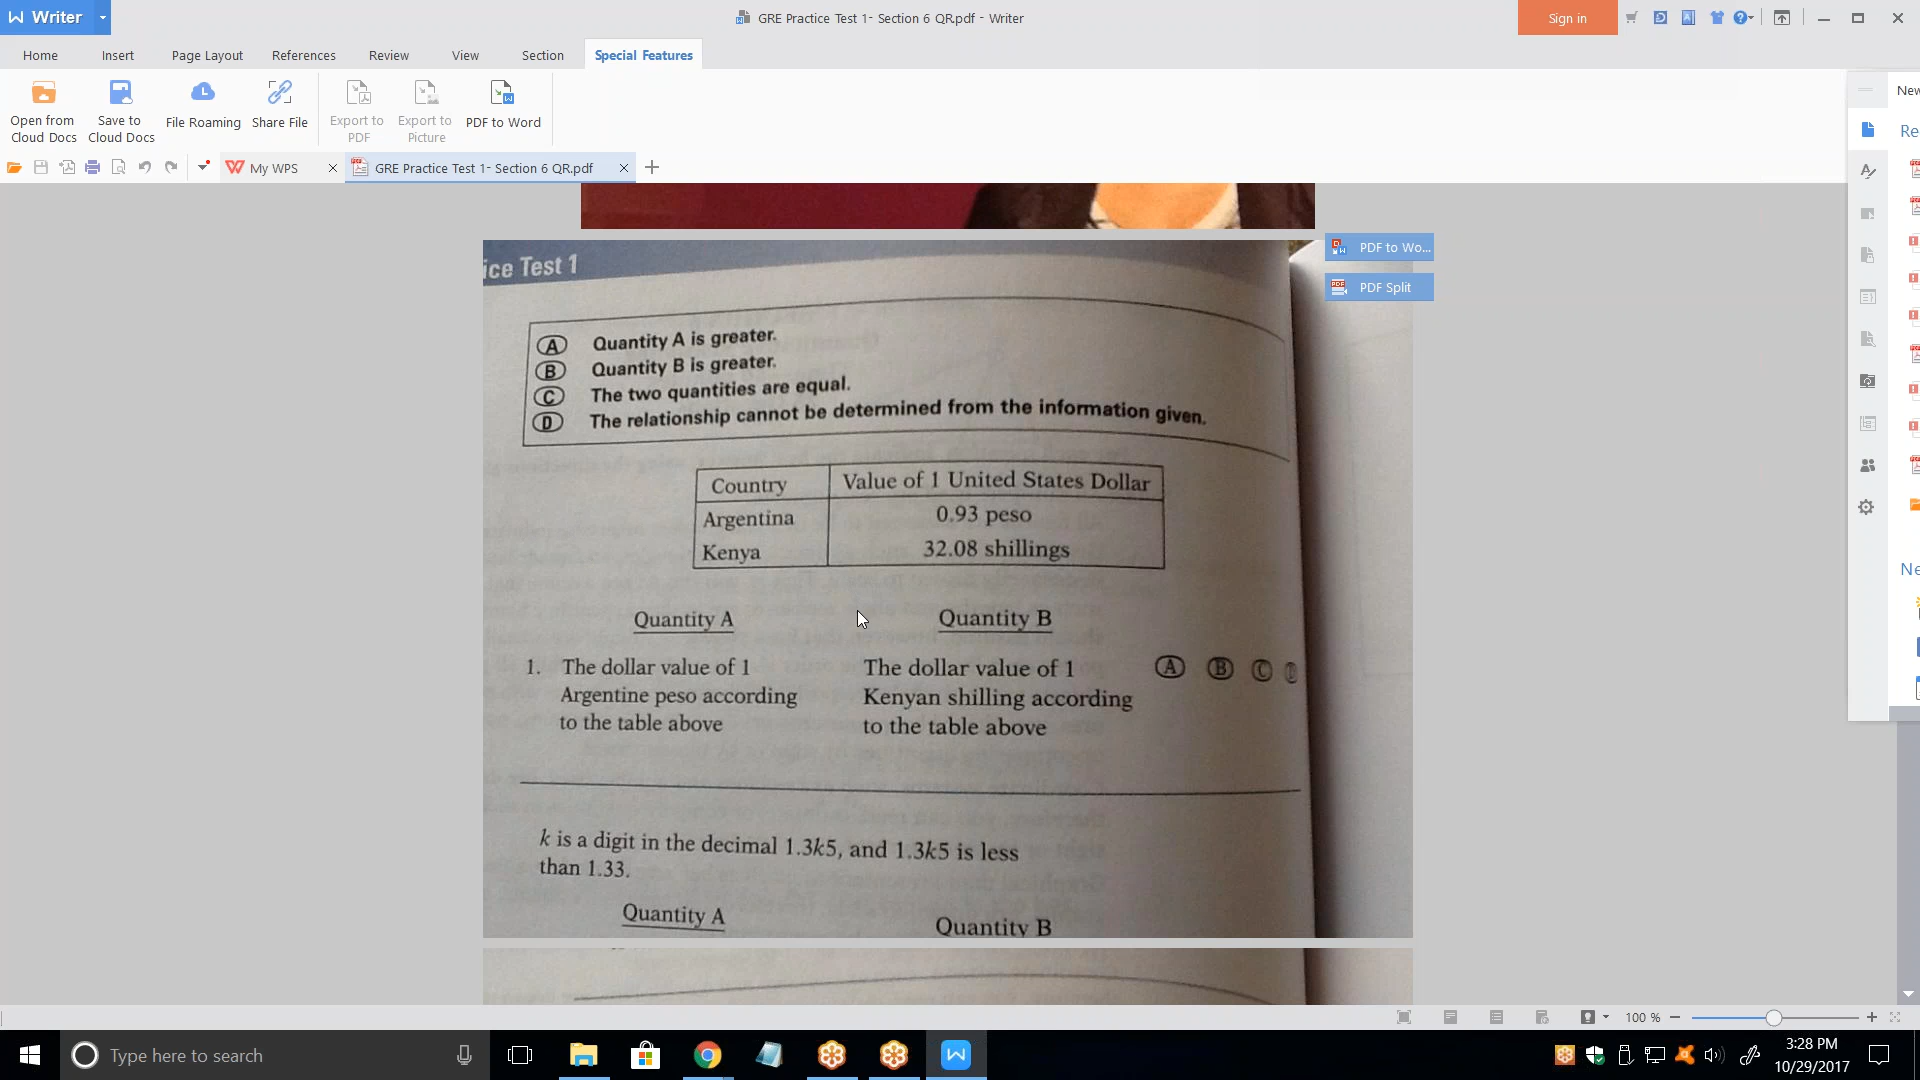 Writer
GRE Practice Test 1- Section 6 QR.pdf - Writer
Sign in
Home
Insert
Page Layout
References
Review
View
Section
Special Features
Open from
Cloud Docs
Save to
Cloud Docs
File Roaming
Share File
Export to
PDF
Export to
Picture
PDF to Word
My WPS
GRE Practice Test 1- Section 6 QR.pdf
New
Re
PDF to Wo...
PDF Split
ice Test 1
A Quantity A is greater.
B Quantity B is greater.
C The two quantities are equal.
D The relationship cannot be determined from the information given.
Country Value of 1 United States Dollar
Argentina 0.93 peso
Kenya 32.08 shillings
Quantity A Quantity B
1. The dollar value of 1
Argentine peso according
to the table above
The dollar value of 1
Kenyan shilling according
to the table above
A B C D
k is a digit in the decimal 1.3k5, and 1.3k5 is less
than 1.33.
Quantity A Quantity B
Ne
100 %
Type here to search
3:28 PM
10/29/2017